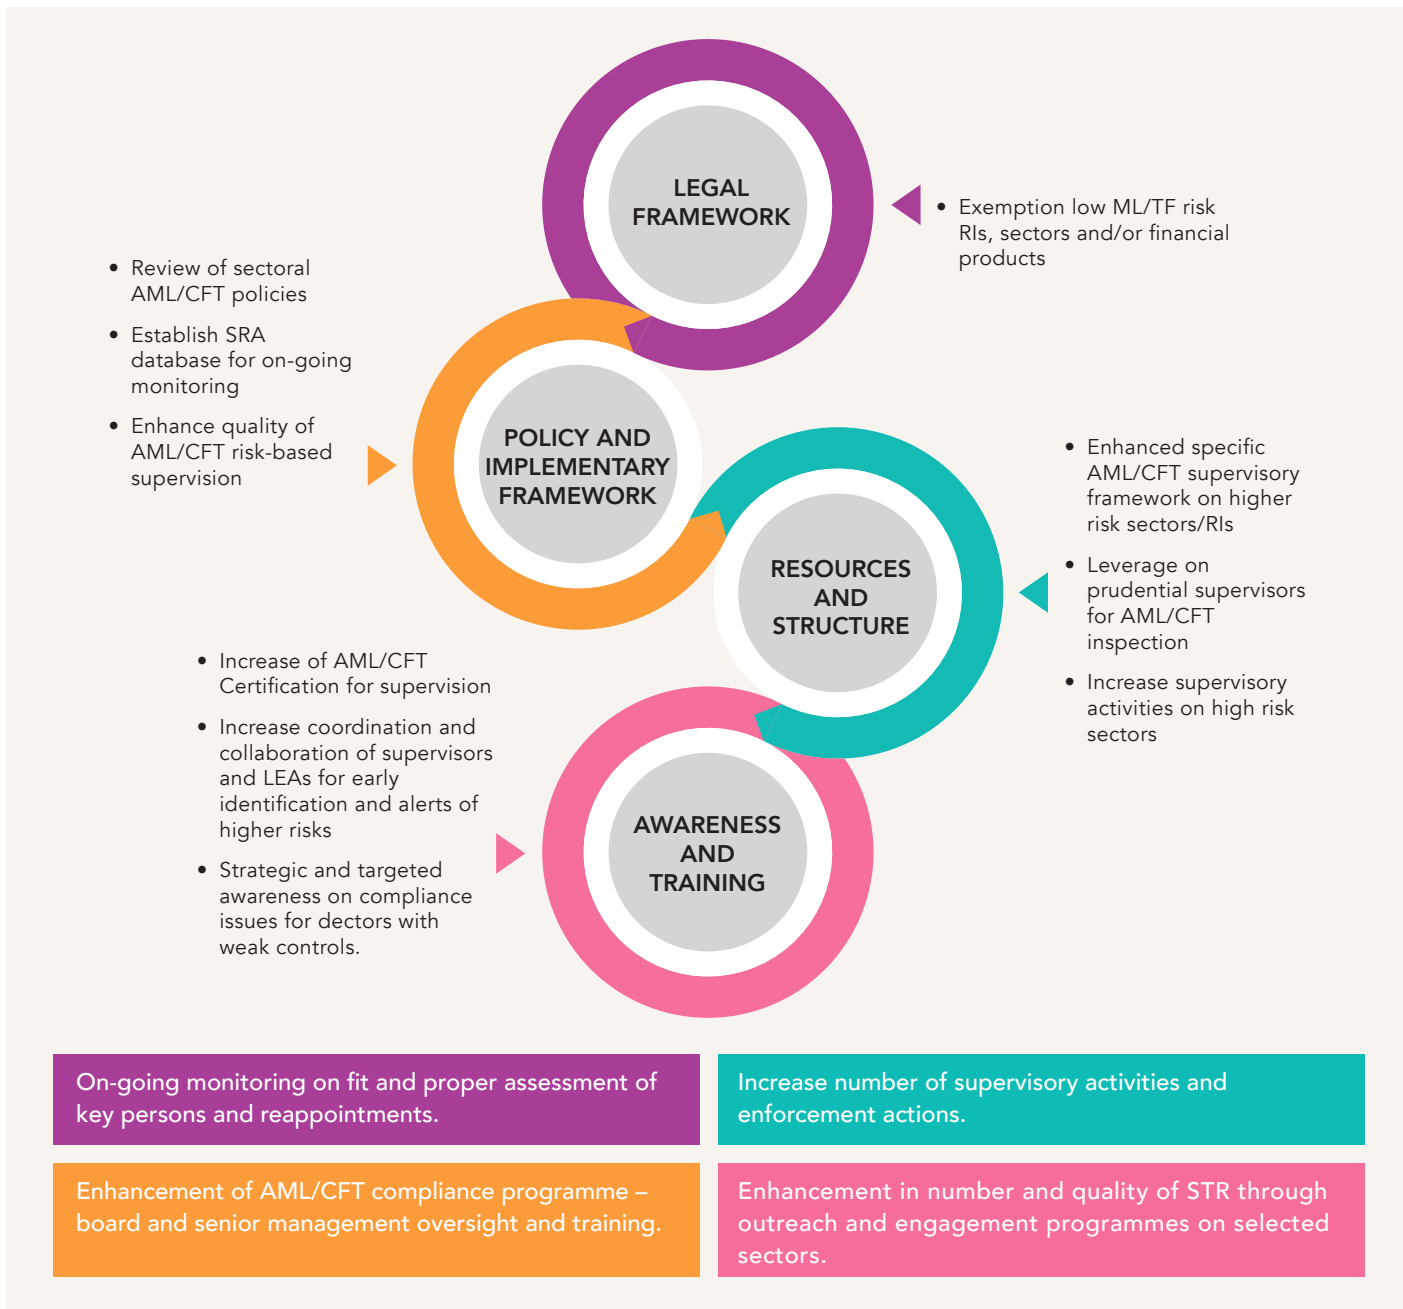 LEGAL
FRAMEWORK
• Exemption low ML/TF risk
RIs, sectors and/or financial
products
• Review of sectoral
AML/CFT policies
• Establish SRA
database for on-going
monitoring
• Enhance quality of
AML/CFT risk-based
supervision
POLICY AND
IMPLEMENTARY
FRAMEWORK
RESOURCES
AND
STRUCTURE
• Enhanced specific
AML/CFT supervisory
framework on higher
risk sectors/RIs
• Leverage on
prudential supervisors
for AML/CFT
inspection
• Increase supervisory
activities on high risk
sectors
• Increase of AML/CFT
Certification for supervision
• Increase coordination and
collaboration of supervisors
and LEAs for early
identification and alerts of
higher risks
• Strategic and targeted
awareness on compliance
issues for dectors with
weak controls.
AWARENESS
AND
TRAINING
On-going monitoring on fit and proper assessment of
key persons and reappointments.
Increase number of supervisory activities and
enforcement actions.
Enhancement of AML/CFT compliance programme –
board and senior management oversight and training.
Enhancement in number and quality of STR through
outreach and engagement programmes on selected
sectors.